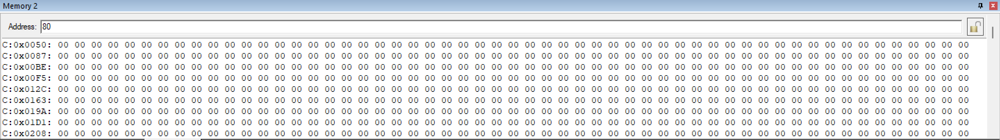 Memory 2
Address: 80
C:0x0050: 00 00 00 00 00 00 00 00 00 00 00 00 00 00 00 00 00 00 00 00 00 00 00 00 00 00 00 00 00 00 00 00 00 00 00 00 00 00 00 00 00 00 00 00 00 00 00 00 00 00 00 00 00 00 00
C:0x0087: 00 00 00 00 00 00 00 00 00 00 00 00 00 00 00 00 00 00 00 00 00 00 00 00 00 00 00 00 00 00 00 00 00 00 00 00 00 00 00 00 00 00 00 00 00 00 00 00 00 00 00 00 00 00 00
C:0x00BE: 00 00 00 00 00 00 00 00 00 00 00 00 00 00 00 00 00 00 00 00 00 00 00 00 00 00 00 00 00 00 00 00 00 00 00 00 00 00 00 00 00 00 00 00 00 00 00 00 00 00 00 00 00 00 00
C:0x00F5: 00 00 00 00 00 00 00 00 00 00 00 00 00 00 00 00 00 00 00 00 00 00 00 00 00 00 00 00 00 00 00 00 00 00 00 00 00 00 00 00 00 00 00 00 00 00 00 00 00 00 00 00 00 00 00
C:0x012C: 00 00 00 00 00 00 00 00 00 00 00 00 00 00 00 00 00 00 00 00 00 00 00 00 00 00 00 00 00 00 00 00 00 00 00 00 00 00 00 00 00 00 00 00 00 00 00 00 00 00 00 00 00 00 00
C:0x0163: 00 00 00 00 00 00 00 00 00 00 00 00 00 00 00 00 00 00 00 00 00 00 00 00 00 00 00 00 00 00 00 00 00 00 00 00 00 00 00 00 00 00 00 00 00 00 00 00 00 00 00 00 00 00 00
C:0x019A: 00 00 00 00 00 00 00 00 00 00 00 00 00 00 00 00 00 00 00 00 00 00 00 00 00 00 00 00 00 00 00 00 00 00 00 00 00 00 00 00 00 00 00 00 00 00 00 00 00 00 00 00 00 00 00
C:0x01D1: 00 00 00 00 00 00 00 00 00 00 00 00 00 00 00 00 00 00 00 00 00 00 00 00 00 00 00 00 00 00 00 00 00 00 00 00 00 00 00 00 00 00 00 00 00 00 00 00 00 00 00 00 00 00 00
C:0x0208: 00 00 00 00 00 00 00 00 00 00 00 00 00 00 00 00 00 00 00 00 00 00 00 00 00 00 00 00 00 00 00 00 00 00 00 00 00 00 00 00 00 00 00 00 00 00 00 00 00 00 00 00 00 00 00